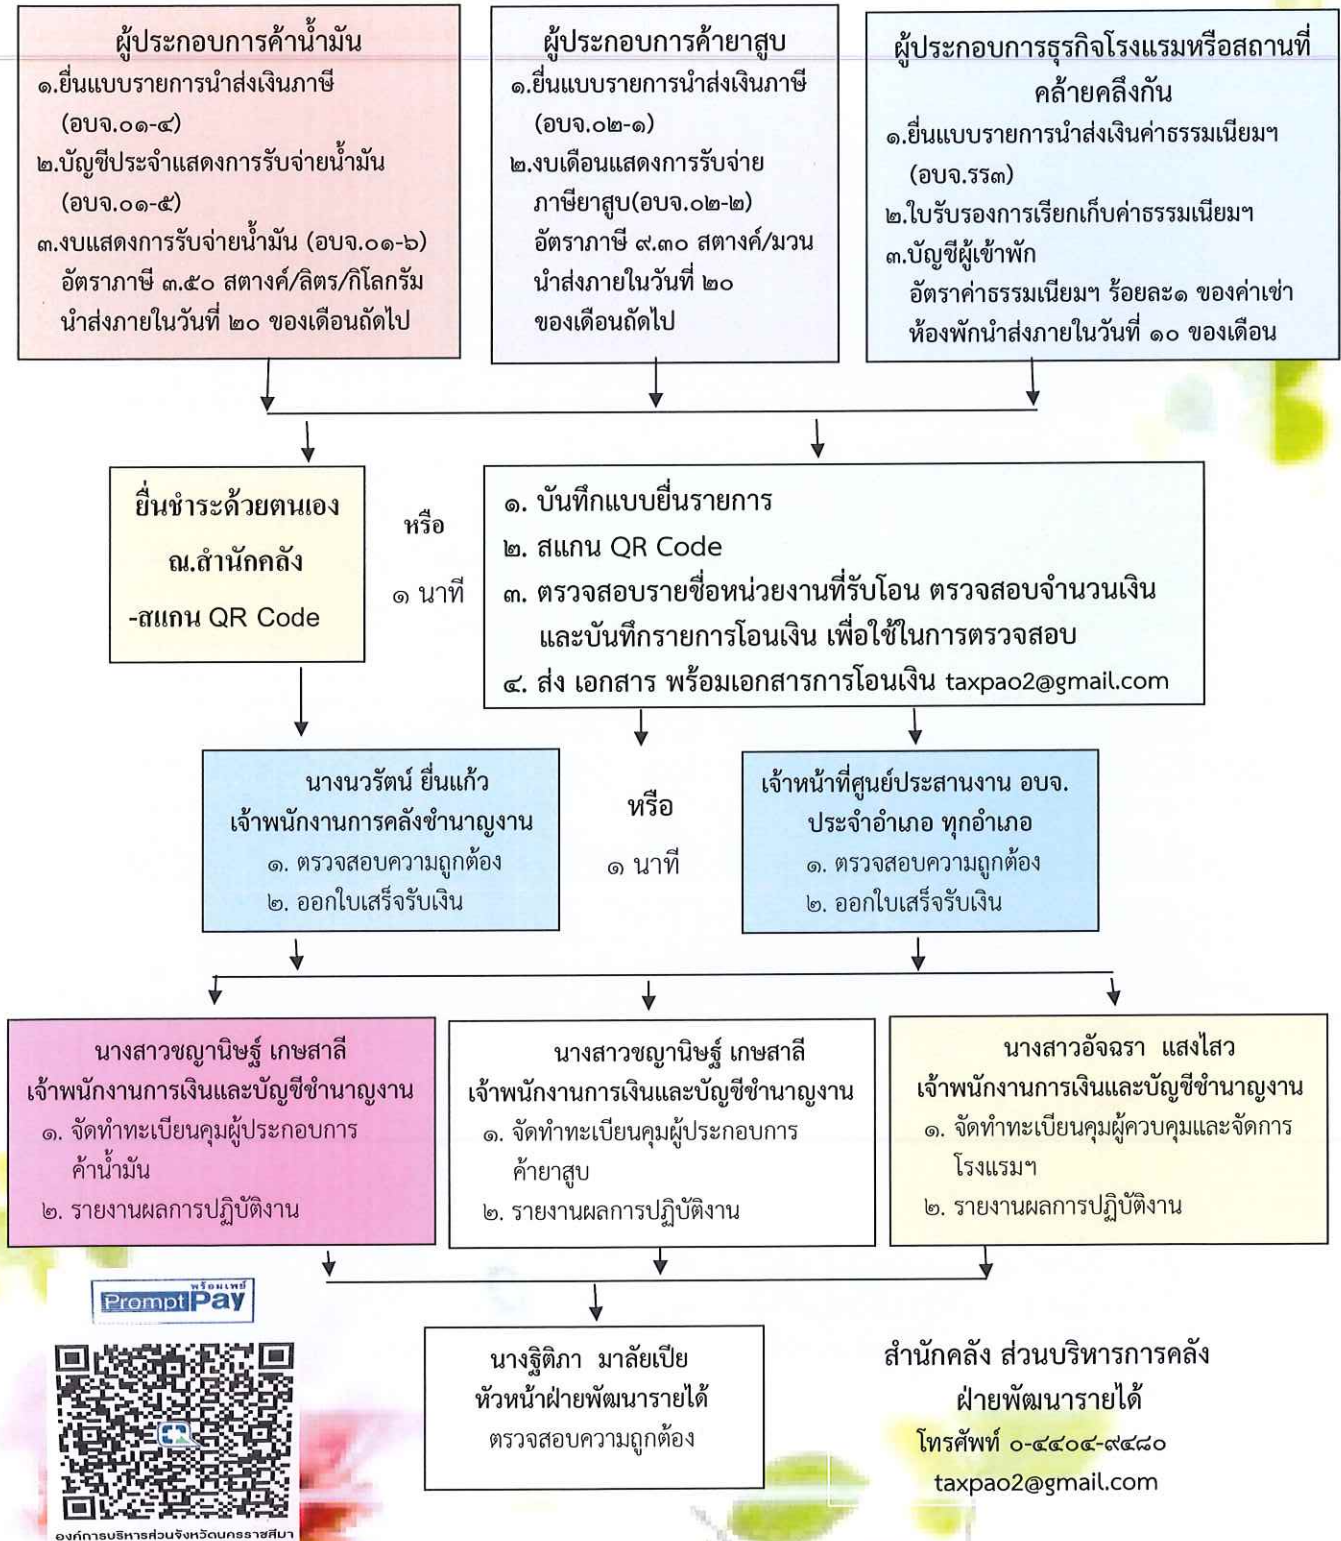 ผู้ประกอบการค้าน้ำมัน
๑.ยื่นแบบรายการนำส่งเงินภาษี
(อบจ.๐๑-๔)
๒.บัญชีประจำแสดงการรับจ่ายน้ำมัน
(อบจ.๐๑-๕)
๓.งบแสดงการรับจ่ายน้ำมัน (อบจ.๐๑-๖)
อัตราภาษี ๓.๕๐ สตางค์/ลิตร/กิโลกรัม
นำส่งภายในวันที่ ๒๐ ของเดือนถัดไป
ผู้ประกอบการค้ายาสูบ
๑.ยื่นแบบรายการนำส่งเงินภาษี
(อบจ.๐๒-๑)
๒.งบเดือนแสดงการรับจ่าย
ภาษียาสูบ(อบจ.๐๒-๒)
อัตราภาษี ๙.๓๐ สตางค์/มวน
นำส่งภายในวันที่ ๒๐
ของเดือนถัดไป
ผู้ประกอบการธุรกิจโรงแรมหรือสถานที่
คล้ายคลึงกัน
๑.ยื่นแบบรายการนำส่งเงินค่าธรรมเนียมฯ
(อบจ.รร๓)
๒.ใบรับรองการเรียกเก็บค่าธรรมเนียมฯ
๓.บัญชีผู้เข้าพัก
อัตราค่าธรรมเนียมฯ ร้อยละ๑ ของค่าเช่า
ห้องพักนำส่งภายในวันที่ ๑๐ ของเดือน
ยื่นชำระด้วยตนเอง
ณ.สำนักคลัง
-สแกน QR Code
หรือ
๑ นาที
๑. บันทึกแบบยื่นรายการ
๒. สแกน QR Code
๓. ตรวจสอบรายชื่อหน่วยงานที่รับโอน ตรวจสอบจำนวนเงิน
และบันทึกรายการโอนเงิน เพื่อใช้ในการตรวจสอบ
๔. ส่ง เอกสาร พร้อมเอกสารการโอนเงิน taxpao2@gmail.com
นางนวรัตน์ ยื่นแก้ว
เจ้าพนักงานการคลังชำนาญงาน
๑. ตรวจสอบความถูกต้อง
๒. ออกใบเสร็จรับเงิน
หรือ
๑ นาที
เจ้าหน้าที่ศูนย์ประสานงาน อบจ.
ประจำอำเภอ ทุกอำเภอ
๑. ตรวจสอบความถูกต้อง
๒. ออกใบเสร็จรับเงิน
นางสาวชญานิษฐ์ เกษสาลี
เจ้าพนักงานการเงินและบัญชีชำนาญงาน
๑. จัดทำทะเบียนคุมผู้ประกอบการ
ค้าน้ำมัน
๒. รายงานผลการปฏิบัติงาน
นางสาวชญานิษฐ์ เกษสาลี
เจ้าพนักงานการเงินและบัญชีชำนาญงาน
๑. จัดทำทะเบียนคุมผู้ประกอบการ
ค้ายาสูบ
๒. รายงานผลการปฏิบัติงาน
นางสาวอัจฉรา แสงไสว
เจ้าพนักงานการเงินและบัญชีชำนาญงาน
๑. จัดทำทะเบียนคุมผู้ควบคุมและจัดการ
โรงแรมฯ
๒. รายงานผลการปฏิบัติงาน
พร้อมเพย์
PromptPay
องค์การบริหารส่วนจังหวัดนครราชสีมา
นางฐิติภา มาลัยเปีย
หัวหน้าฝ่ายพัฒนารายได้
ตรวจสอบความถูกต้อง
สำนักคลัง ส่วนบริหารการคลัง
ฝ่ายพัฒนารายได้
โทรศัพท์ ๐-๔๔๐๔-๙๔๘๐
taxpao2@gmail.com